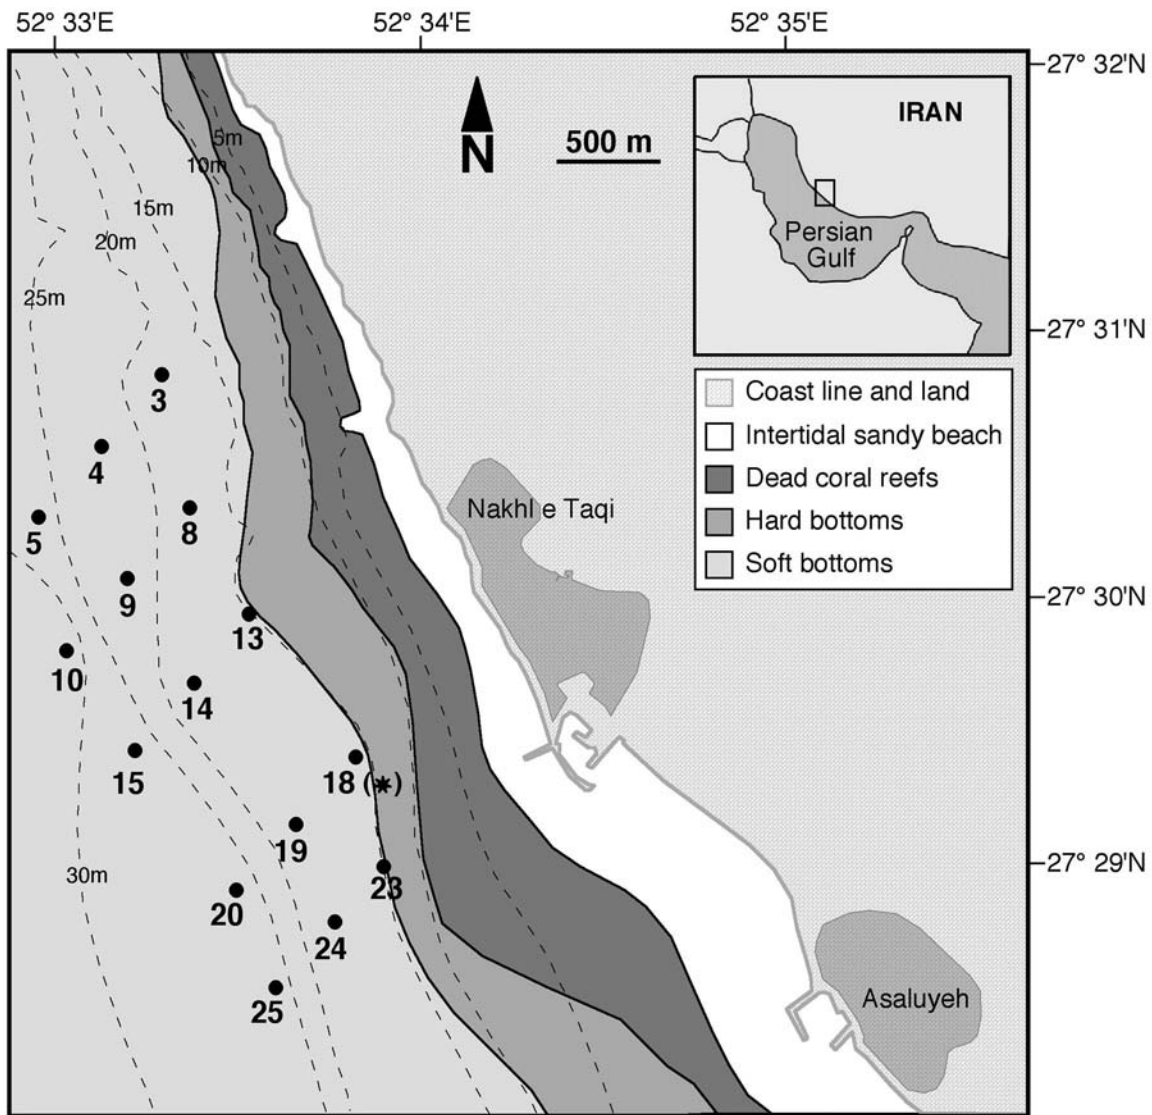 52° 33'E
52° 34'E
52° 35'E
27° 32'N
27° 31'N
27° 30'N
27° 29'N
5m
10m
15m
20m
25m
30m
N
500 m
IRAN
Persian
Gulf
Coast line and land
Intertidal sandy beach
Dead coral reefs
Hard bottoms
Soft bottoms
Nakhl e Taqi
Asaluyeh
3
4
5
8
9
10
13
14
15
18 (*)
19
20
23
24
25